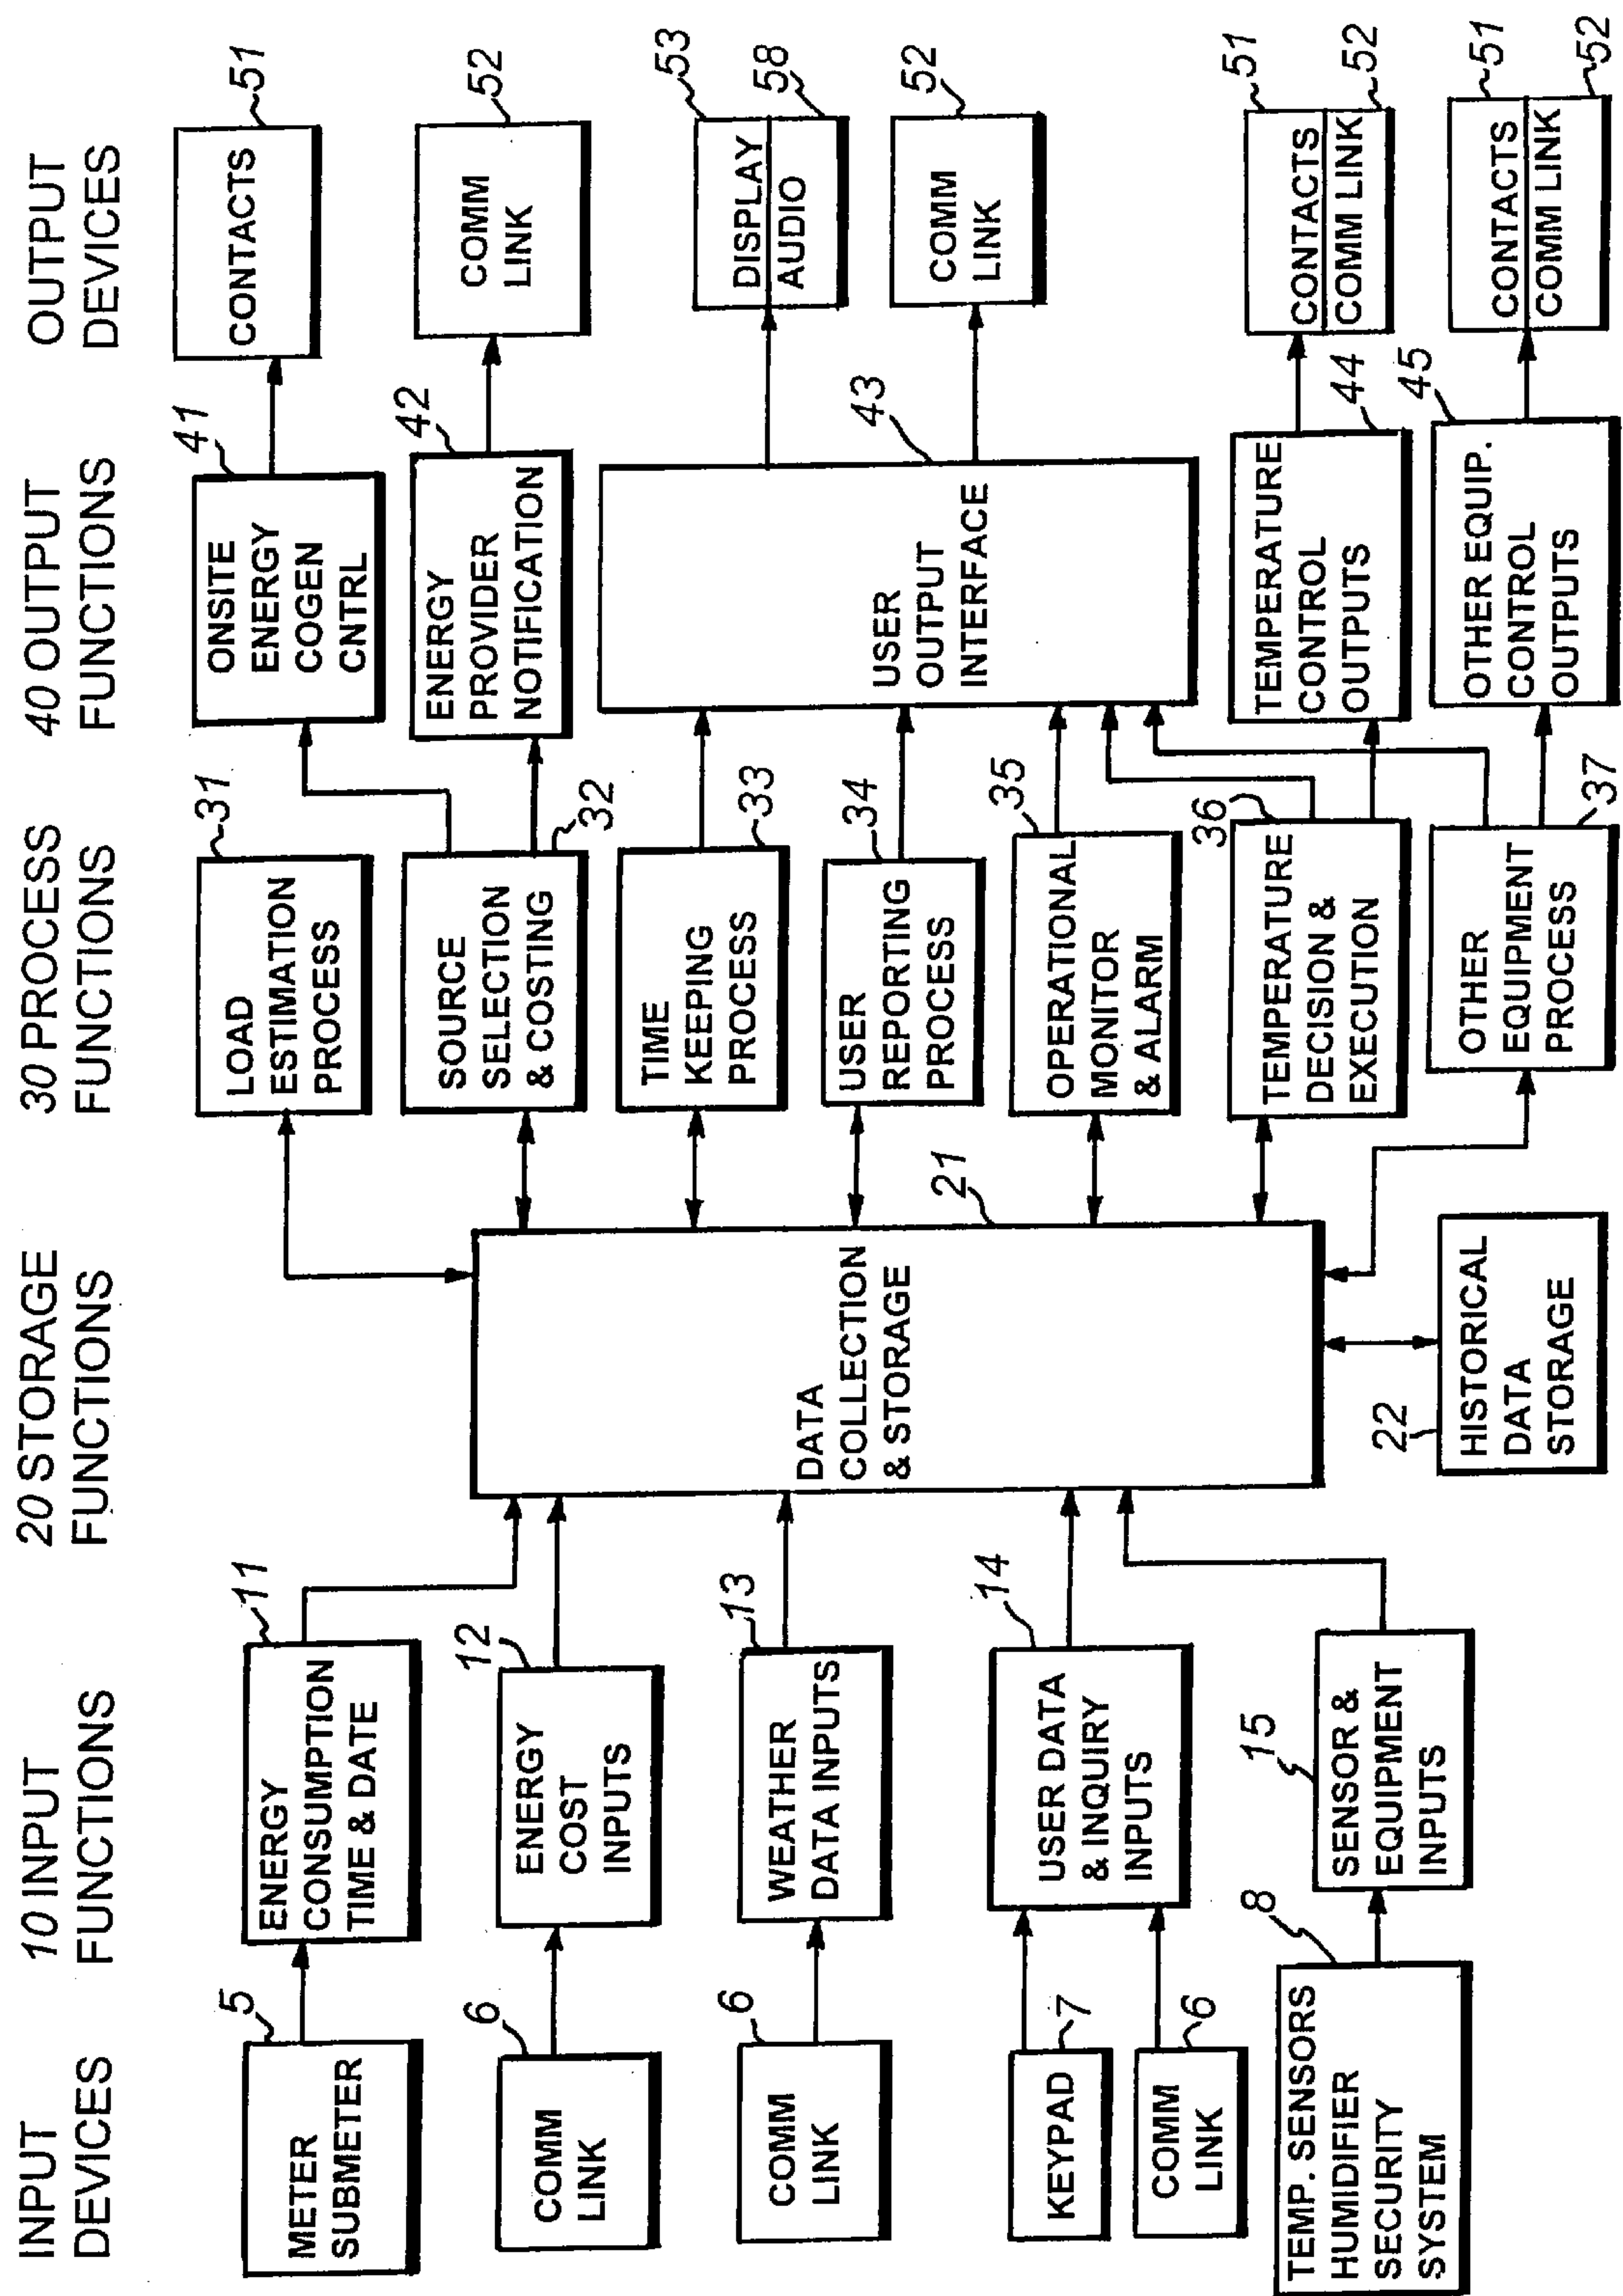 INPUT
DEVICES
10 INPUT
FUNCTIONS
20 STORAGE
FUNCTIONS
30 PROCESS
FUNCTIONS
40 OUTPUT
FUNCTIONS
OUTPUT
DEVICES
METER
SUBMETER
5
COMM
LINK
6
COMM
LINK
6
KEYPAD
7
COMM
LINK
6
TEMP. SENSORS
HUMIDIFIER
SECURITY
SYSTEM
8
ENERGY
CONSUMPTION
TIME & DATE
11
ENERGY
COST
INPUTS
12
WEATHER
DATA INPUTS
13
USER DATA
& INQUIRY
INPUTS
14
SENSOR &
EQUIPMENT
INPUTS
15
DATA
COLLECTION
& STORAGE
21
HISTORICAL
DATA
STORAGE
22
LOAD
ESTIMATION
PROCESS
31
SOURCE
SELECTION
& COSTING
32
TIME
KEEPING
PROCESS
33
USER
REPORTING
PROCESS
34
OPERATIONAL
MONITOR
& ALARM
35
TEMPERATURE
DECISION &
EXECUTION
36
OTHER
EQUIPMENT
PROCESS
37
ONSITE
ENERGY
COGEN
CNTRL
41
ENERGY
PROVIDER
NOTIFICATION
42
USER
OUTPUT
INTERFACE
43
TEMPERATURE
CONTROL
OUTPUTS
44
OTHER EQUIP.
CONTROL
OUTPUTS
45
CONTACTS
51
COMM
LINK
52
DISPLAY
53
AUDIO
58
COMM
LINK
52
CONTACTS
51
COMM LINK
52
CONTACTS
51
COMM LINK
52